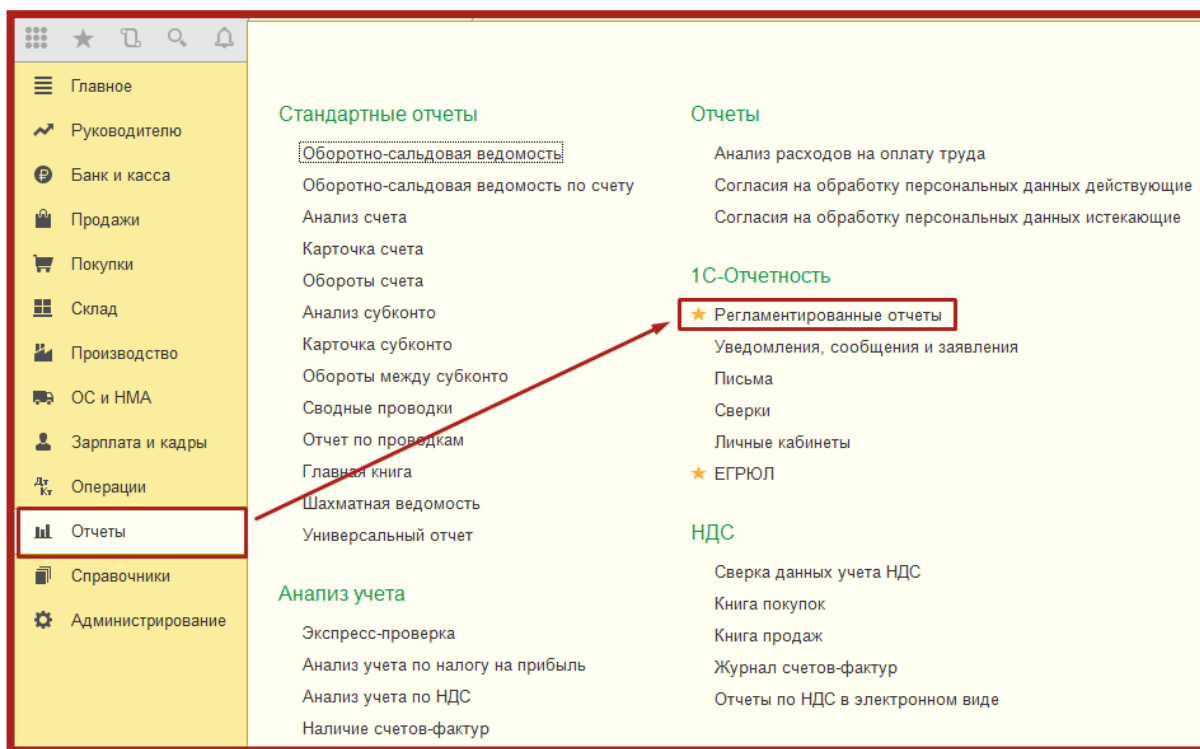 Главное
Руководителю
Банк и касса
Продажи
Покупки
Склад
Производство
ОС и НМА
Зарплата и кадры
Дт
Кт
Операции
Отчеты
Справочники
Администрирование
Стандартные отчеты
Оборотно-сальдовая ведомость
Оборотно-сальдовая ведомость по счету
Анализ счета
Карточка счета
Обороты счета
Анализ субконто
Карточка субконто
Обороты между субконто
Сводные проводки
Отчет по проводкам
Главная книга
Шахматная ведомость
Универсальный отчет
Анализ учета
Экспресс-проверка
Анализ учета по налогу на прибыль
Анализ учета по НДС
Наличие счетов-фактур
Отчеты
Анализ расходов на оплату труда
Согласия на обработку персональных данных действующие
Согласия на обработку персональных данных истекающие
1С-Отчетность
Регламентированные отчеты
Уведомления, сообщения и заявления
Письма
Сверки
Личные кабинеты
ЕГРЮЛ
НДС
Сверка данных учета НДС
Книга покупок
Книга продаж
Журнал счетов-фактур
Отчеты по НДС в электронном виде